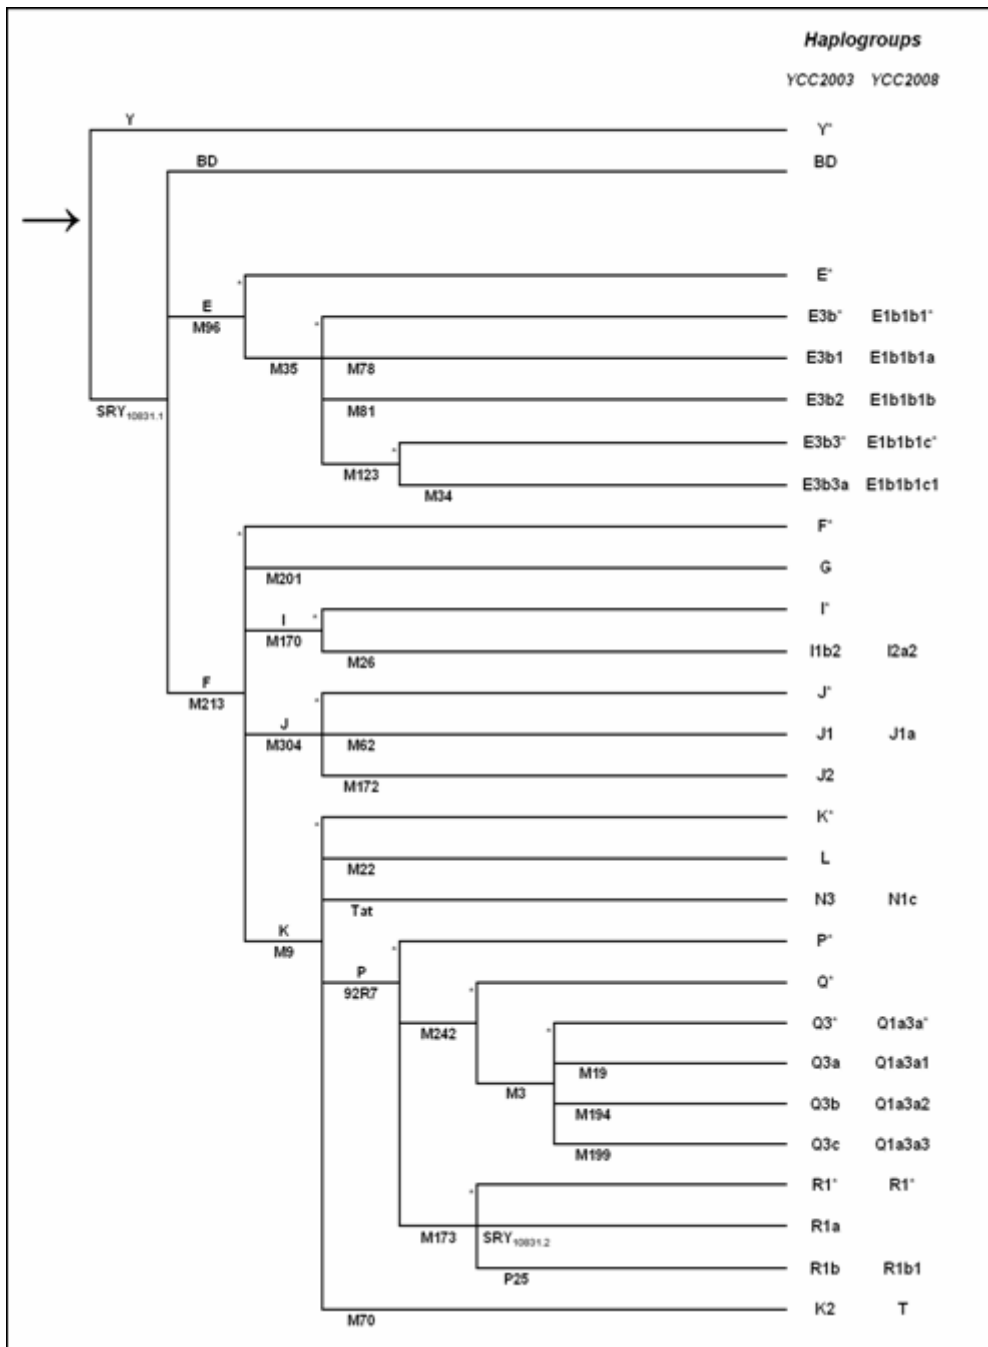 Haplogroups
YCC2003 YCC2008
Y
Y*
BD
BD
E*
E
M96
E3b* E1b1b1*
M35
M78
E3b1 E1b1b1a
SRY10831.1
M81
E3b2 E1b1b1b
E3b3* E1b1b1c*
M123
M34
E3b3a E1b1b1c1
F*
M201
G
I
M170
I*
M26
I1b2 I2a2
F
M213
J*
J
M304
M62
J1 J1a
M172
J2
K*
M22
L
Tat
N3 N1c
K
M9
P*
P
92R7
Q*
M242
Q3* Q1a3a*
M19
Q3a Q1a3a1
M3
M194
Q3b Q1a3a2
M199
Q3c Q1a3a3
R1* R1*
M173
SRY10831.2
R1a
P25
R1b R1b1
M70
K2 T